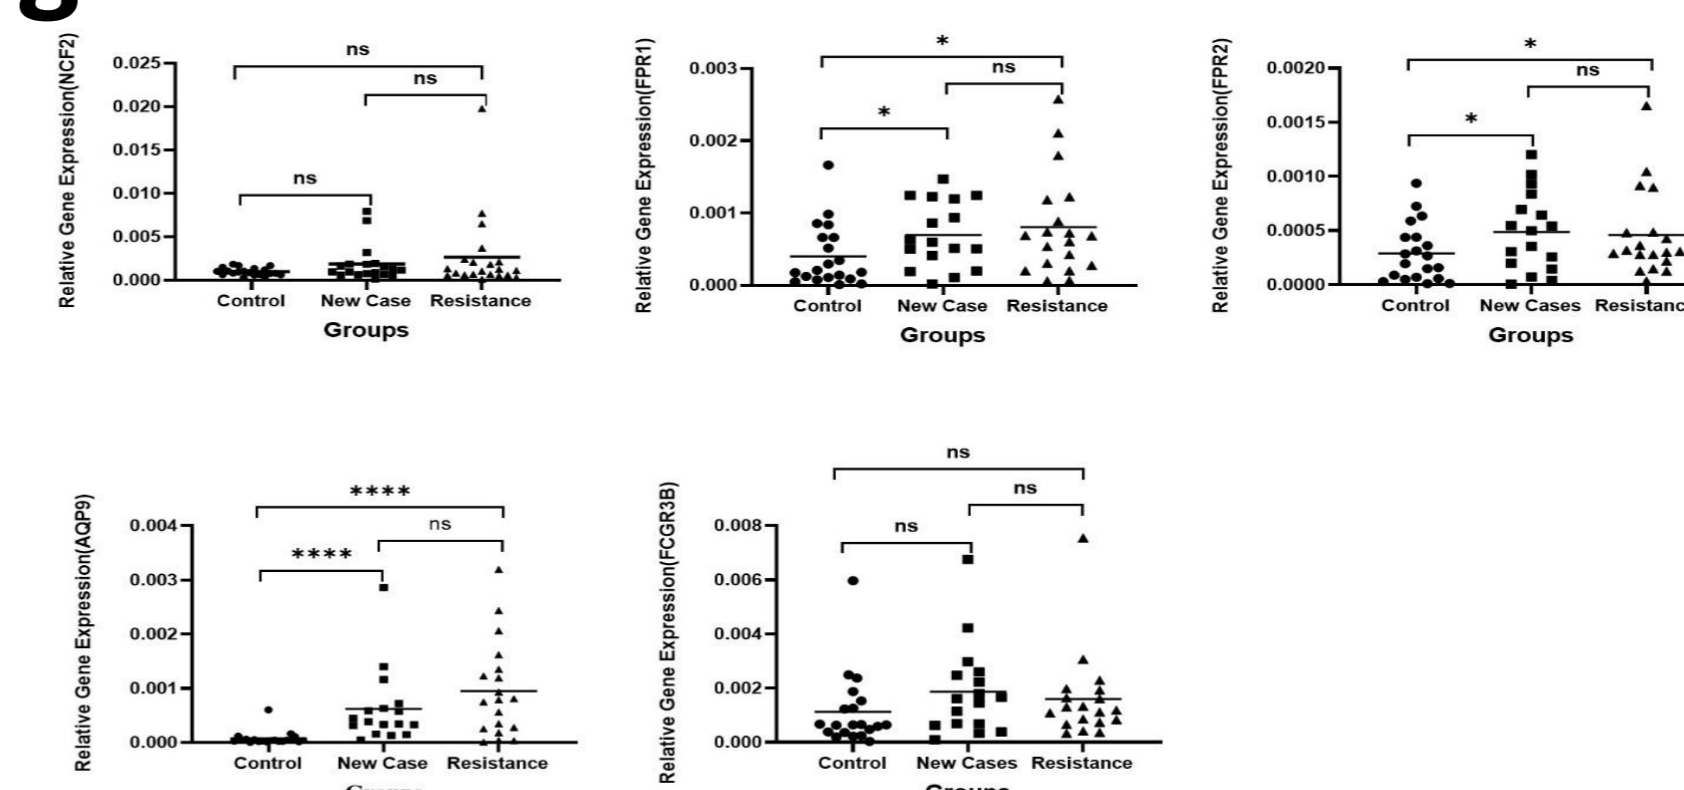 Relative Gene Expression(NCF2)
ns
ns
ns
0.025
0.020
0.015
0.010
0.005
0.000
Control New Case Resistance
Groups
Relative Gene Expression(FPR1)
*
ns
*
0.003
0.002
0.001
0.000
Control New Case Resistance
Groups
Relative Gene Expression(FPR2)
*
ns
*
0.0020
0.0015
0.0010
0.0005
0.0000
Control New Cases Resistanc
Groups
Relative Gene Expression(AQP9)
****
ns
****
0.004
0.003
0.002
0.001
0.000
Control New Case Resistance
Groups
Relative Gene Expression(FCGR3B)
ns
ns
ns
0.008
0.006
0.004
0.002
0.000
Control New Cases Resistance
Groups